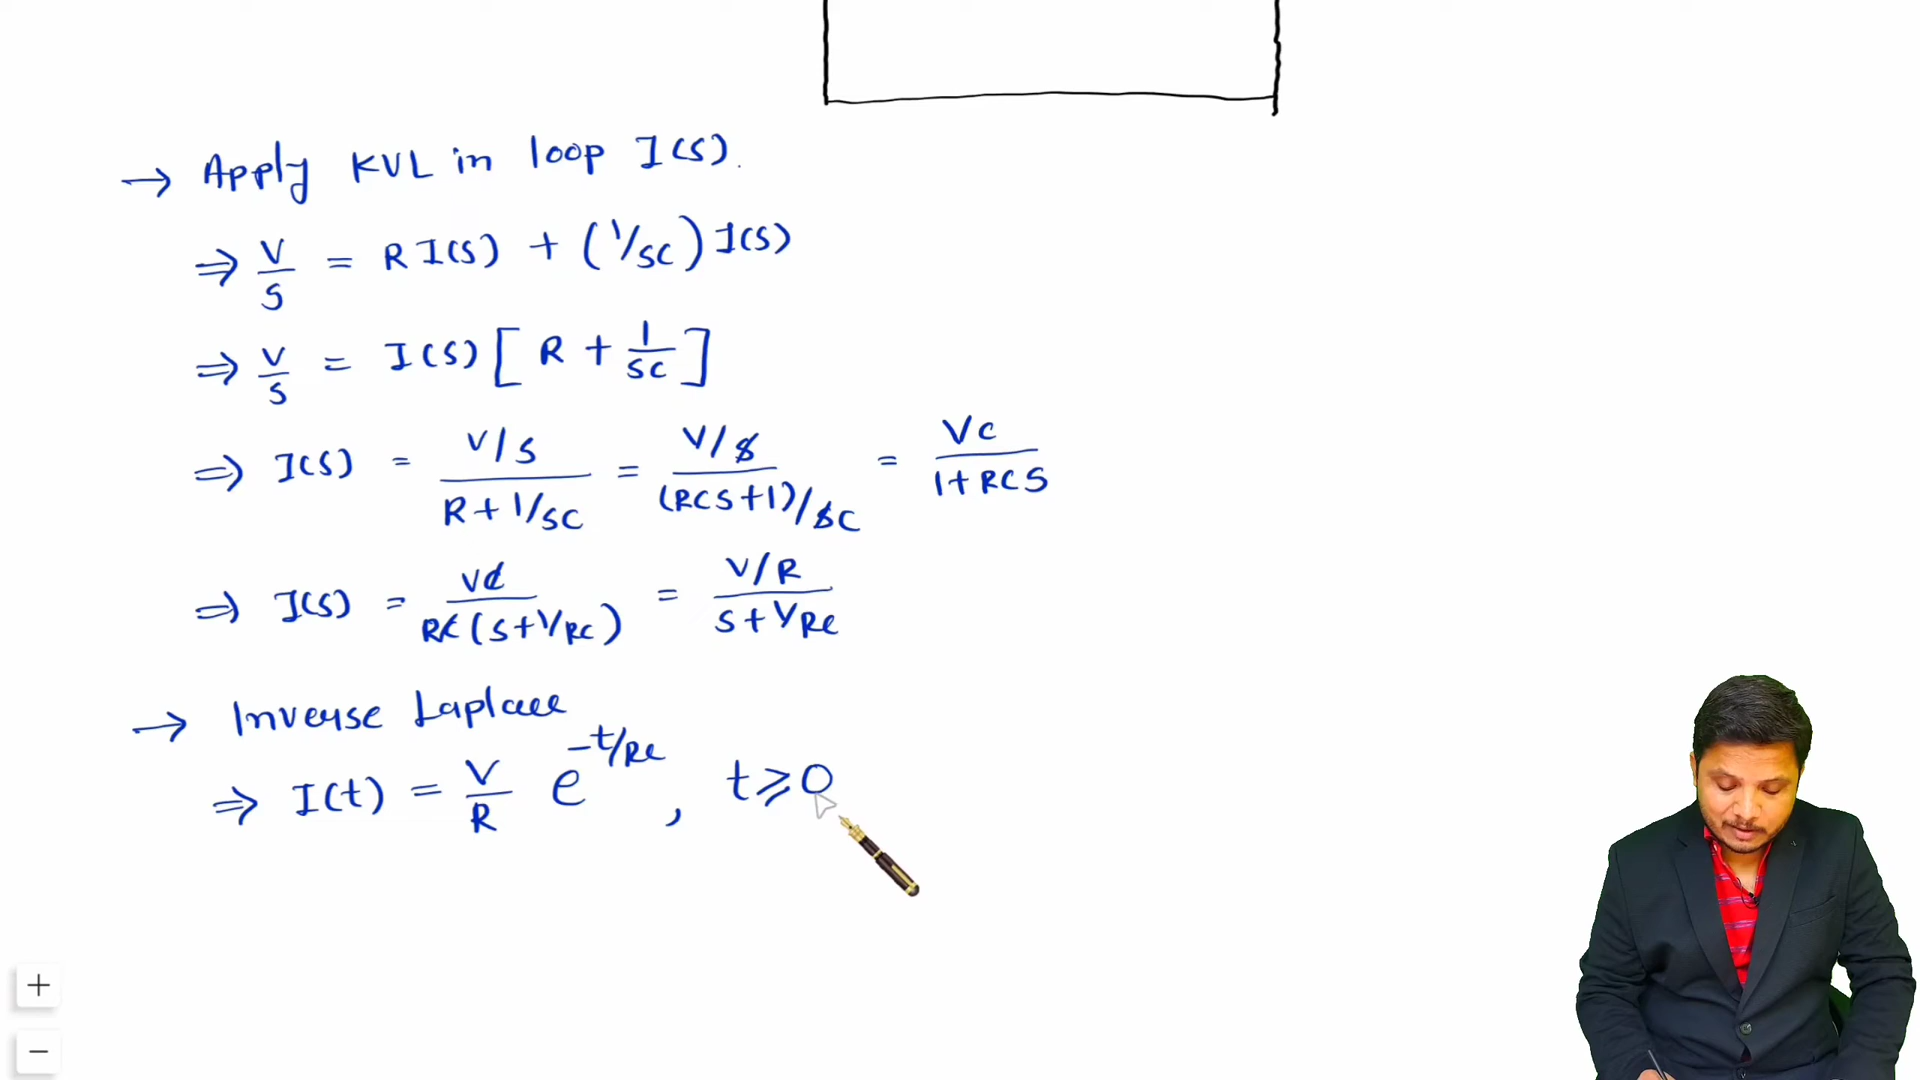 → Apply KVL in loop I(s).
⇒ V/S = R I(s) + (1/SC) I(s)
⇒ V/S = I(s) [ R + 1/SC ]
⇒ I(s) = V/S / R + 1/SC = V/S / (RCS+1)/SC = VC / 1+RCS
⇒ I(s) = VC / RC(S+1/RC) = V/R / S+1/RC
→ Inverse Laplace
⇒ I(t) = V/R e^-t/RC , t ≥ 0
+
−